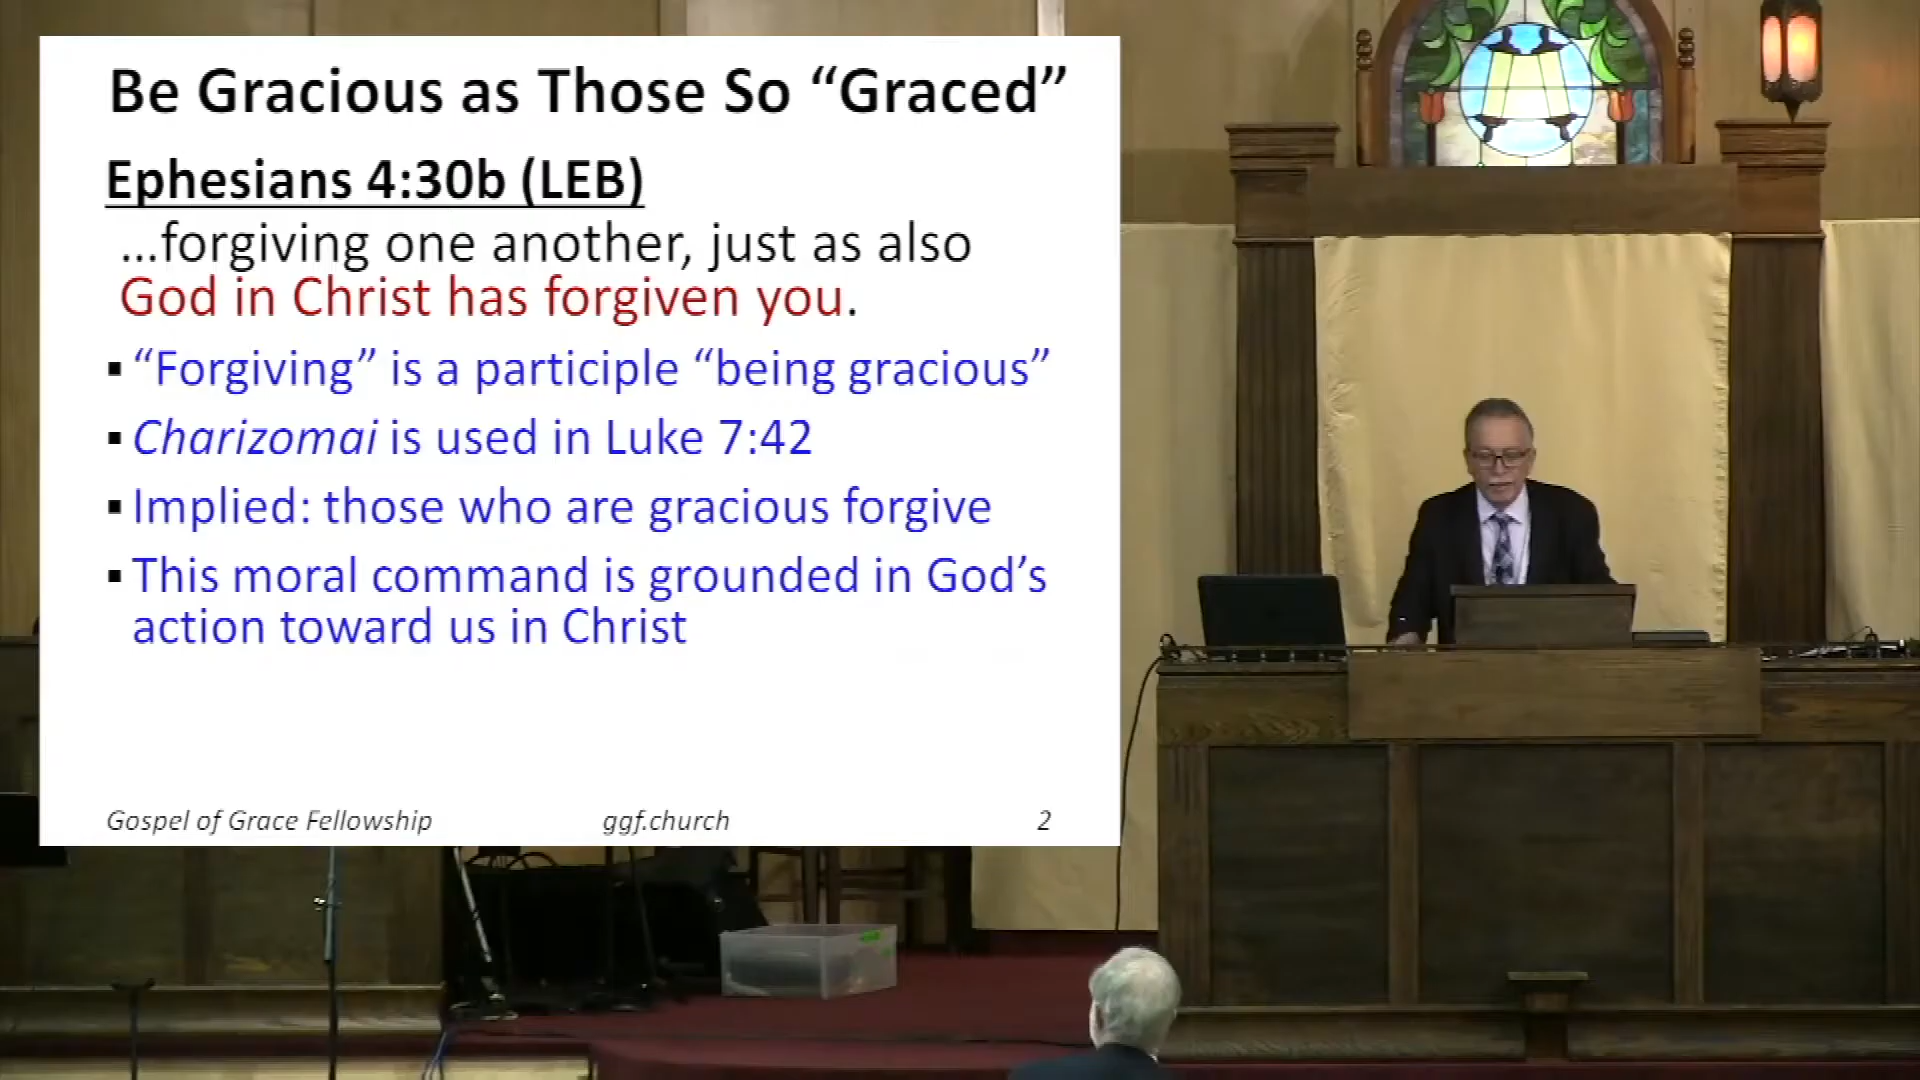 Be Gracious as Those So “Graced”
Ephesians 4:30b (LEB)
...forgiving one another, just as also
God in Christ has forgiven you.
▪ “Forgiving” is a participle “being gracious”
▪ Charizomai is used in Luke 7:42
▪ Implied: those who are gracious forgive
▪ This moral command is grounded in God’s
action toward us in Christ
Gospel of Grace Fellowship ggf.church 2